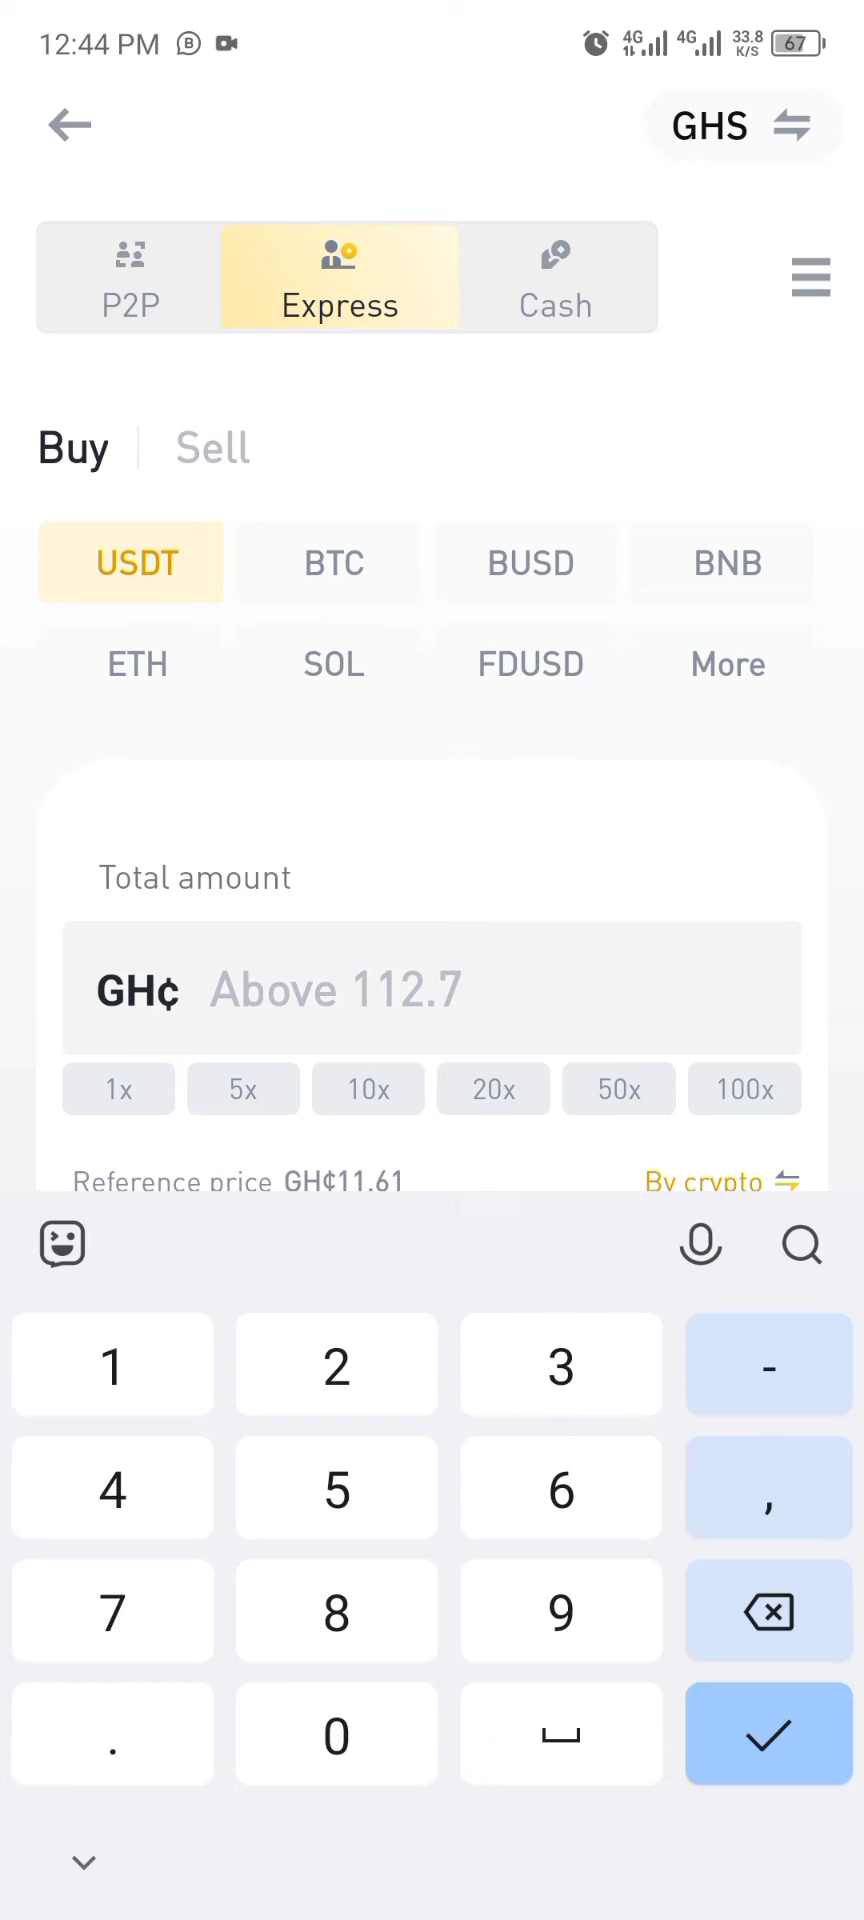 12:44 PM B 4G 4G 33.8 K/S 67
GHS
P2P Express Cash
Buy Sell
USDT BTC BUSD BNB
ETH SOL FDUSD More
Total amount
GH¢ Above 112.7
1x 5x 10x 20x 50x 100x
Reference price GH¢11.61 By crypto
1 2 3 -
4 5 6 ,
7 8 9
. 0